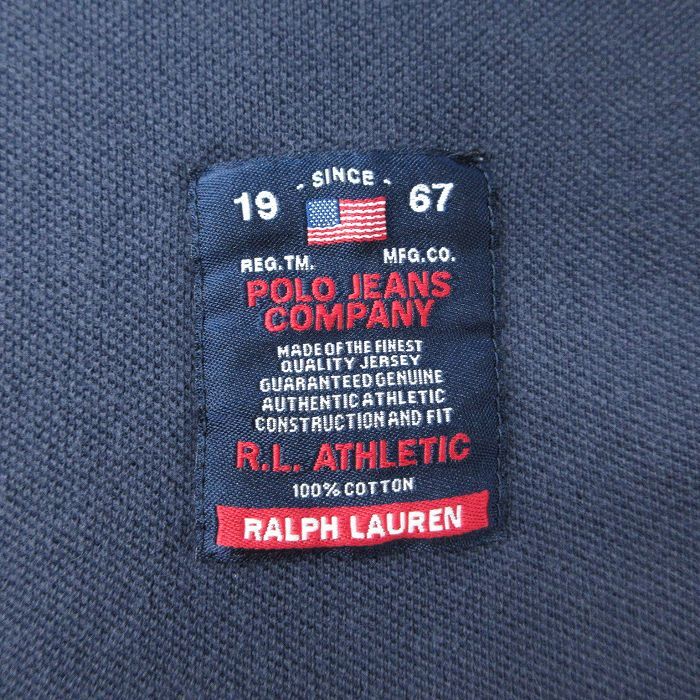 - SINCE -
19 67
REG.TM. MFG.CO.
POLO JEANS
COMPANY
MADE OF THE FINEST
QUALITY JERSEY
GUARANTEED GENUINE
AUTHENTIC ATHLETIC
CONSTRUCTION AND FIT
R.L. ATHLETIC
100% COTTON
RALPH LAUREN